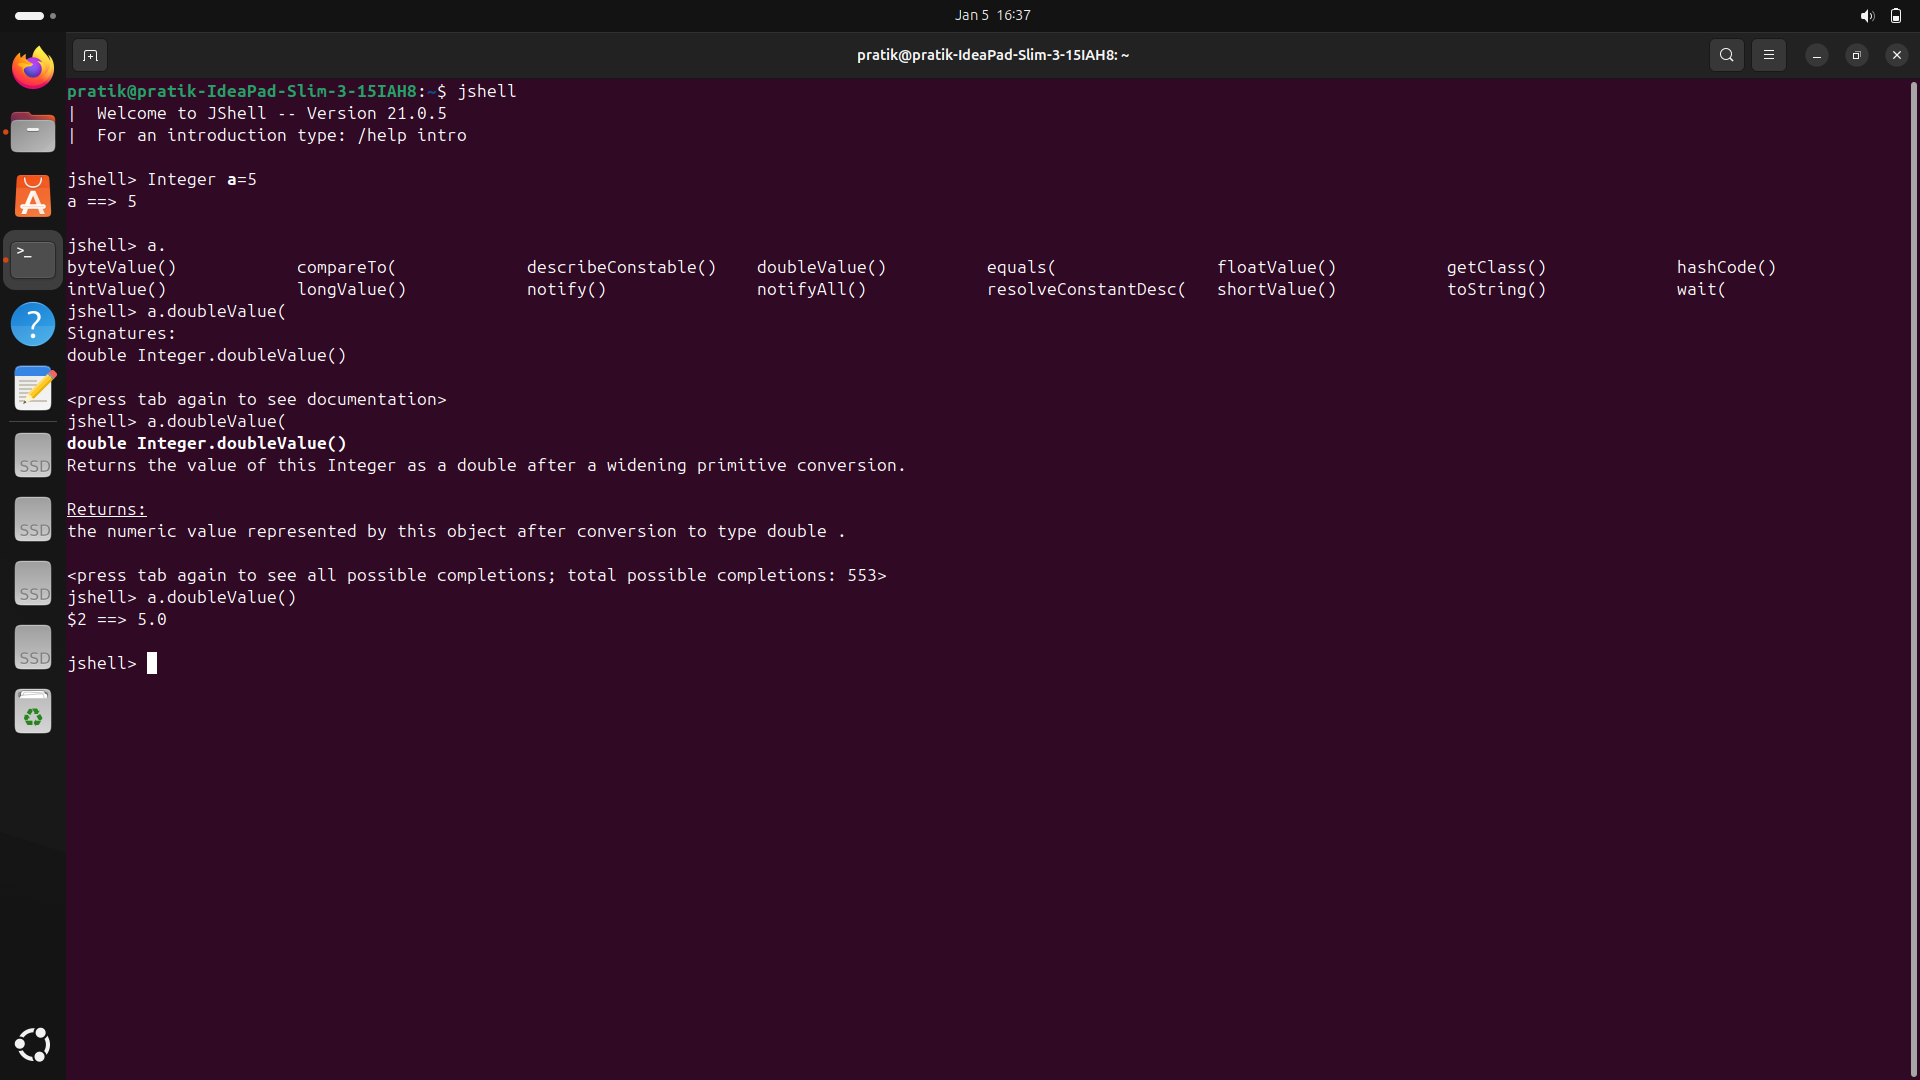 Jan 5 16:37
pratik@pratik-IdeaPad-Slim-3-15IAH8: ~
pratik@pratik-IdeaPad-Slim-3-15IAH8:~$ jshell
|  Welcome to JShell -- Version 21.0.5
|  For an introduction type: /help intro
jshell> Integer a=5
a ==> 5
jshell> a.
byteValue() compareTo( describeConstable() doubleValue() equals( floatValue() getClass() hashCode()
intValue() longValue() notify() notifyAll() resolveConstantDesc( shortValue() toString() wait(
jshell> a.doubleValue(
Signatures:
double Integer.doubleValue()
<press tab again to see documentation>
jshell> a.doubleValue(
double Integer.doubleValue()
Returns the value of this Integer as a double after a widening primitive conversion.
Returns:
the numeric value represented by this object after conversion to type double .
<press tab again to see all possible completions; total possible completions: 553>
jshell> a.doubleValue()
$2 ==> 5.0
jshell>
SSD
SSD
SSD
SSD